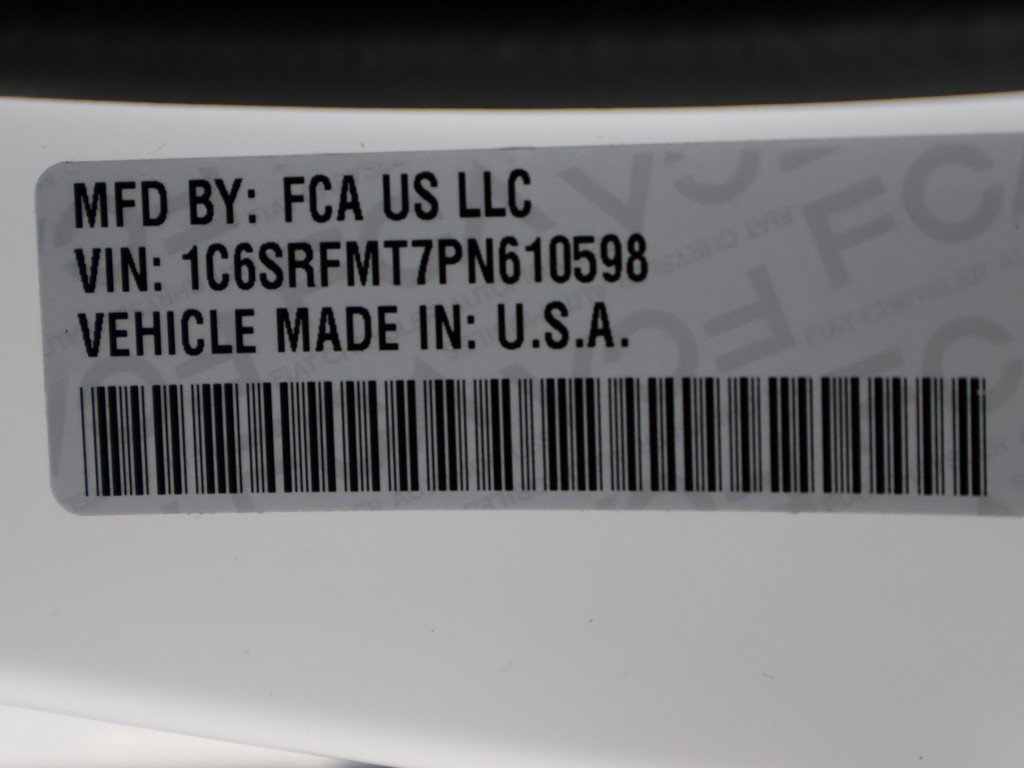 MFD BY: FCA US LLC
VIN: 1C6SRFMT7PN610598
VEHICLE MADE IN: U.S.A.